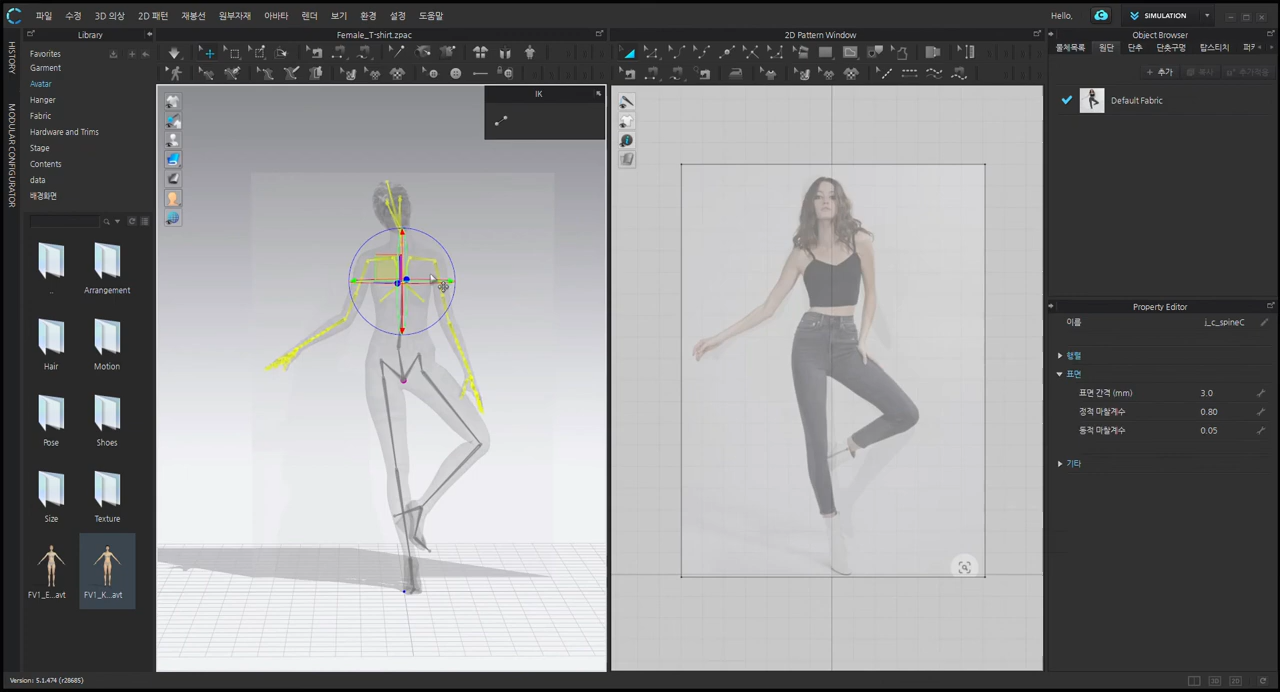 파일 수정 3D 의상 2D 패턴 재봉선 원부자재 아바타 렌더 보기 환경 설정 도움말
Hello,
SIMULATION
HISTORY
MODULAR CONFIGURATOR
Library
Favorites
Garment
Avatar
Hanger
Fabric
Hardware and Trims
Stage
Contents
data
배경화면
..
Arrangement
Hair
Motion
Pose
Shoes
Size
Texture
FV1_E...avt
FV1_K...avt
Female_T-shirt.zpac
IK
2D Pattern Window
Object Browser
물체목록 원단 단추 단춧구멍 탑스티치
+ 추가 복사
Default Fabric
Property Editor
이름 j_c_spineC
행렬
표면
표면 간격 (mm) 3.0
정적 마찰계수 0.80
동적 마찰계수 0.05
기타
Version: 5.1.474 (r28685)
3D
2D